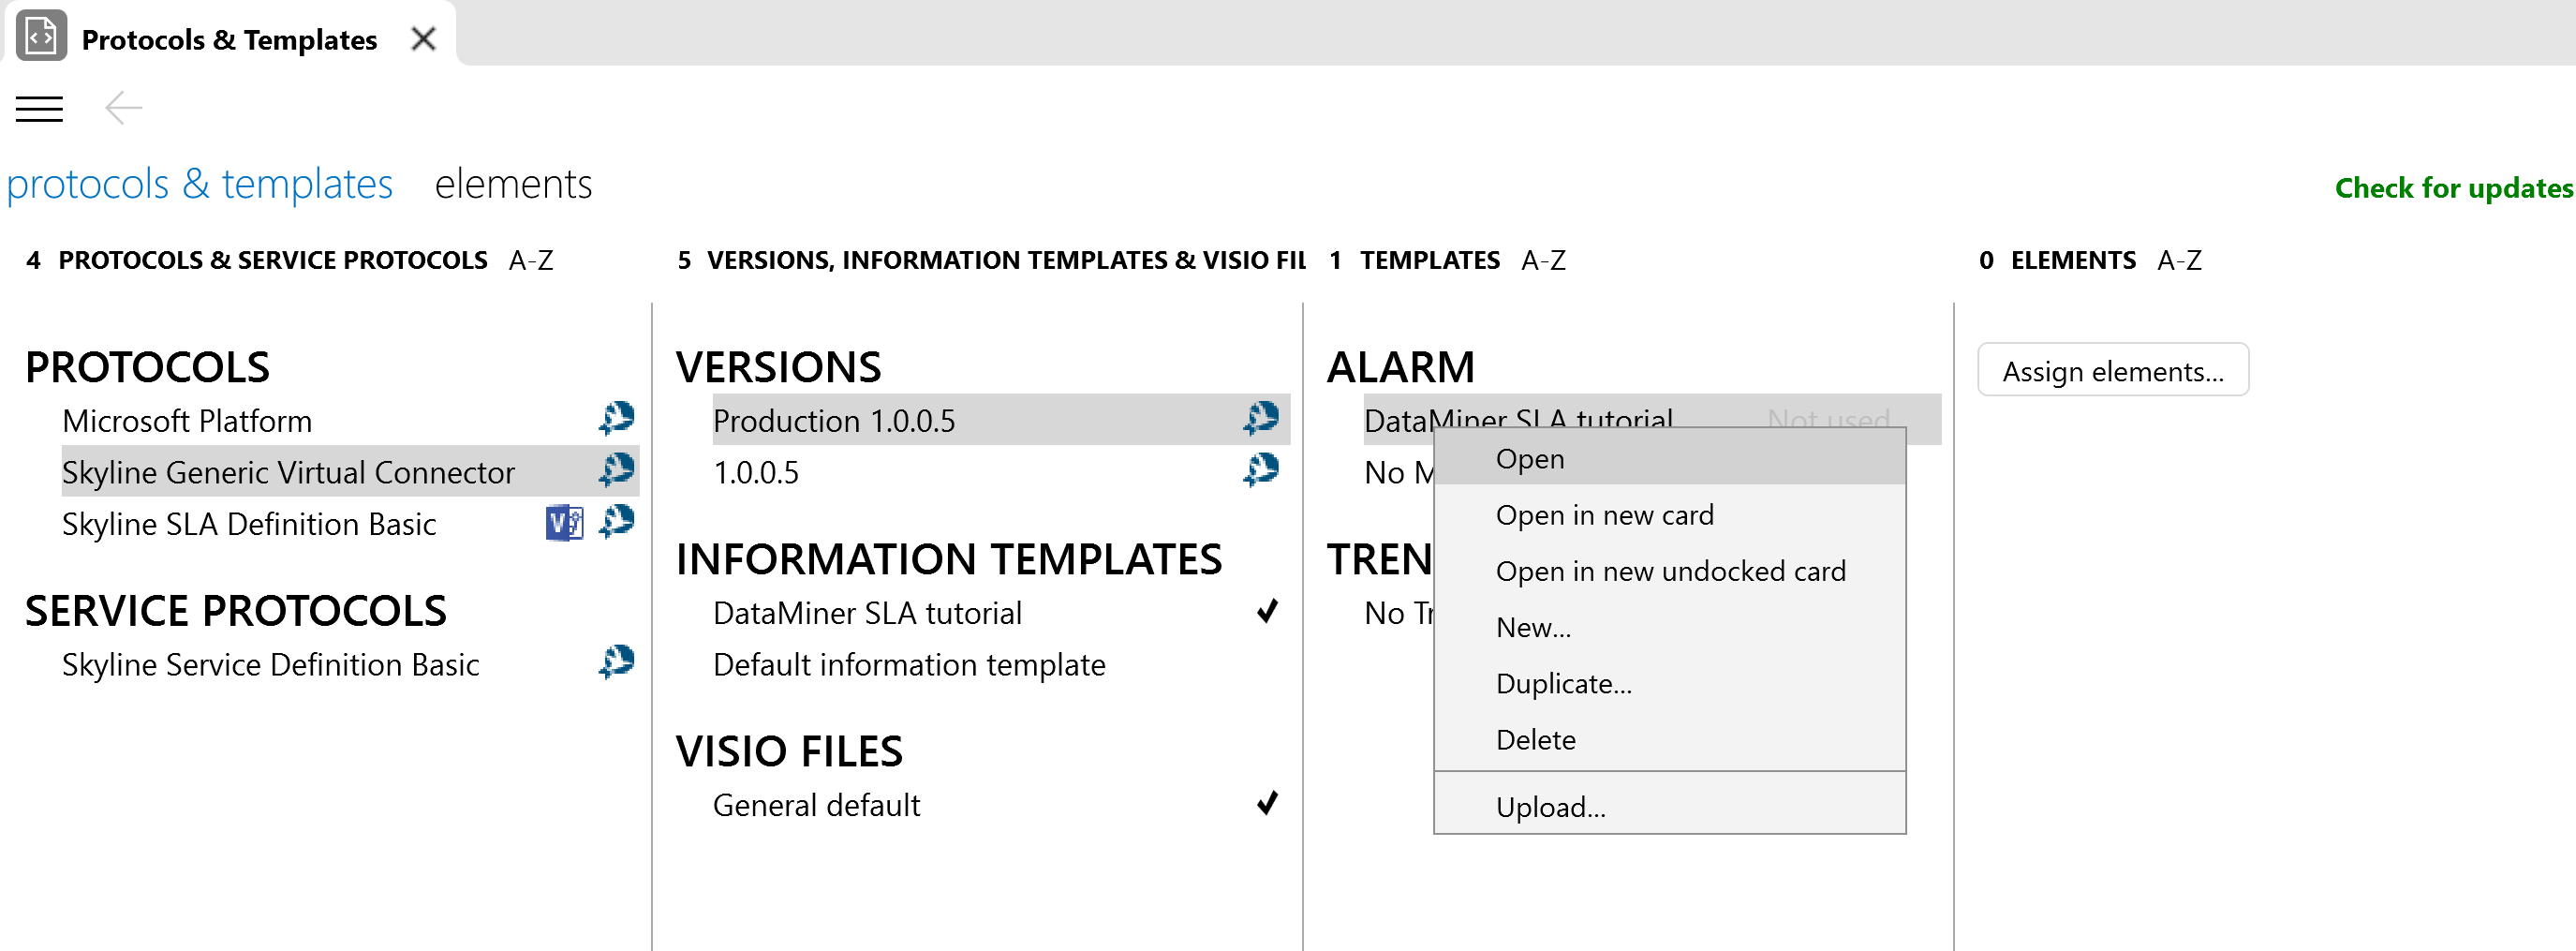 Protocols & Templates
protocols & templates elements
Check for updates
4 PROTOCOLS & SERVICE PROTOCOLS A-Z
5 VERSIONS, INFORMATION TEMPLATES & VISIO FIL
1 TEMPLATES A-Z
0 ELEMENTS A-Z
PROTOCOLS
Microsoft Platform
Skyline Generic Virtual Connector
Skyline SLA Definition Basic
SERVICE PROTOCOLS
Skyline Service Definition Basic
VERSIONS
Production 1.0.0.5
1.0.0.5
INFORMATION TEMPLATES
DataMiner SLA tutorial
Default information template
VISIO FILES
General default
ALARM
DataMiner SLA tutorial Not used
No M
TREN
No Tr
Open
Open in new card
Open in new undocked card
New...
Duplicate...
Delete
Upload...
Assign elements...